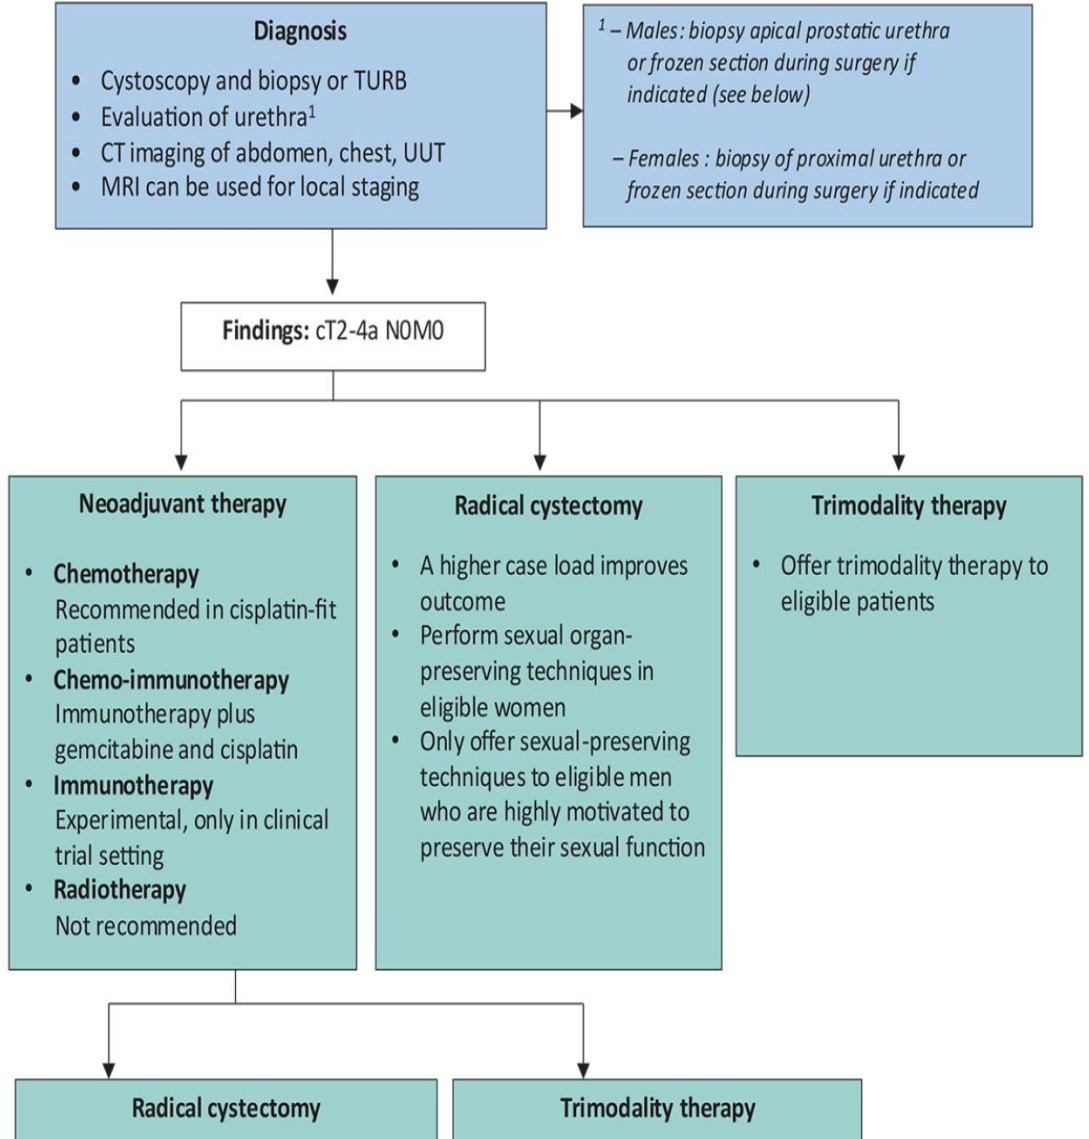 Diagnosis
• Cystoscopy and biopsy or TURB
• Evaluation of urethra¹
• CT imaging of abdomen, chest, UUT
• MRI can be used for local staging
¹ – Males: biopsy apical prostatic urethra
or frozen section during surgery if
indicated (see below)
– Females : biopsy of proximal urethra or
frozen section during surgery if indicated
Findings: cT2-4a N0M0
Neoadjuvant therapy
• Chemotherapy
Recommended in cisplatin-fit
patients
• Chemo-immunotherapy
Immunotherapy plus
gemcitabine and cisplatin
• Immunotherapy
Experimental, only in clinical
trial setting
• Radiotherapy
Not recommended
Radical cystectomy
• A higher case load improves
outcome
• Perform sexual organ-
preserving techniques in
eligible women
• Only offer sexual-preserving
techniques to eligible men
who are highly motivated to
preserve their sexual function
Trimodality therapy
• Offer trimodality therapy to
eligible patients
Radical cystectomy
Trimodality therapy